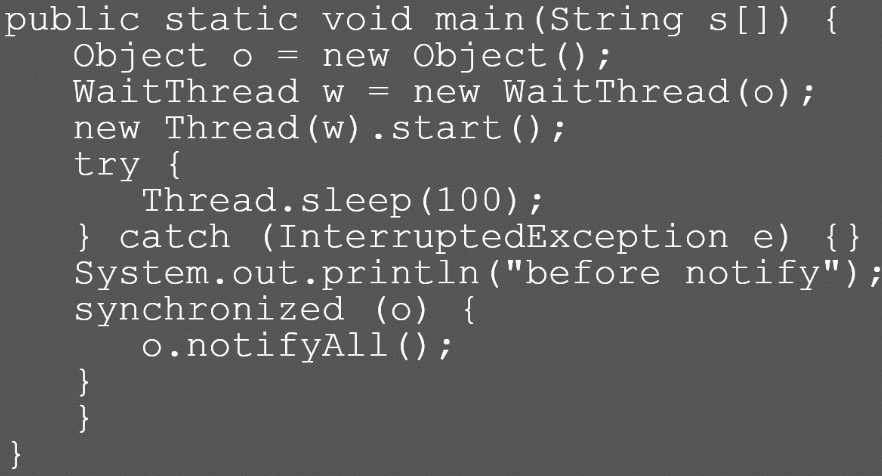 public static void main(String s[]) {
   Object o = new Object();
   WaitThread w = new WaitThread(o);
   new Thread(w).start();
   try {
      Thread.sleep(100);
   } catch (InterruptedException e) {}
   System.out.println("before notify");
   synchronized (o) {
      o.notifyAll();
   }
   }
}